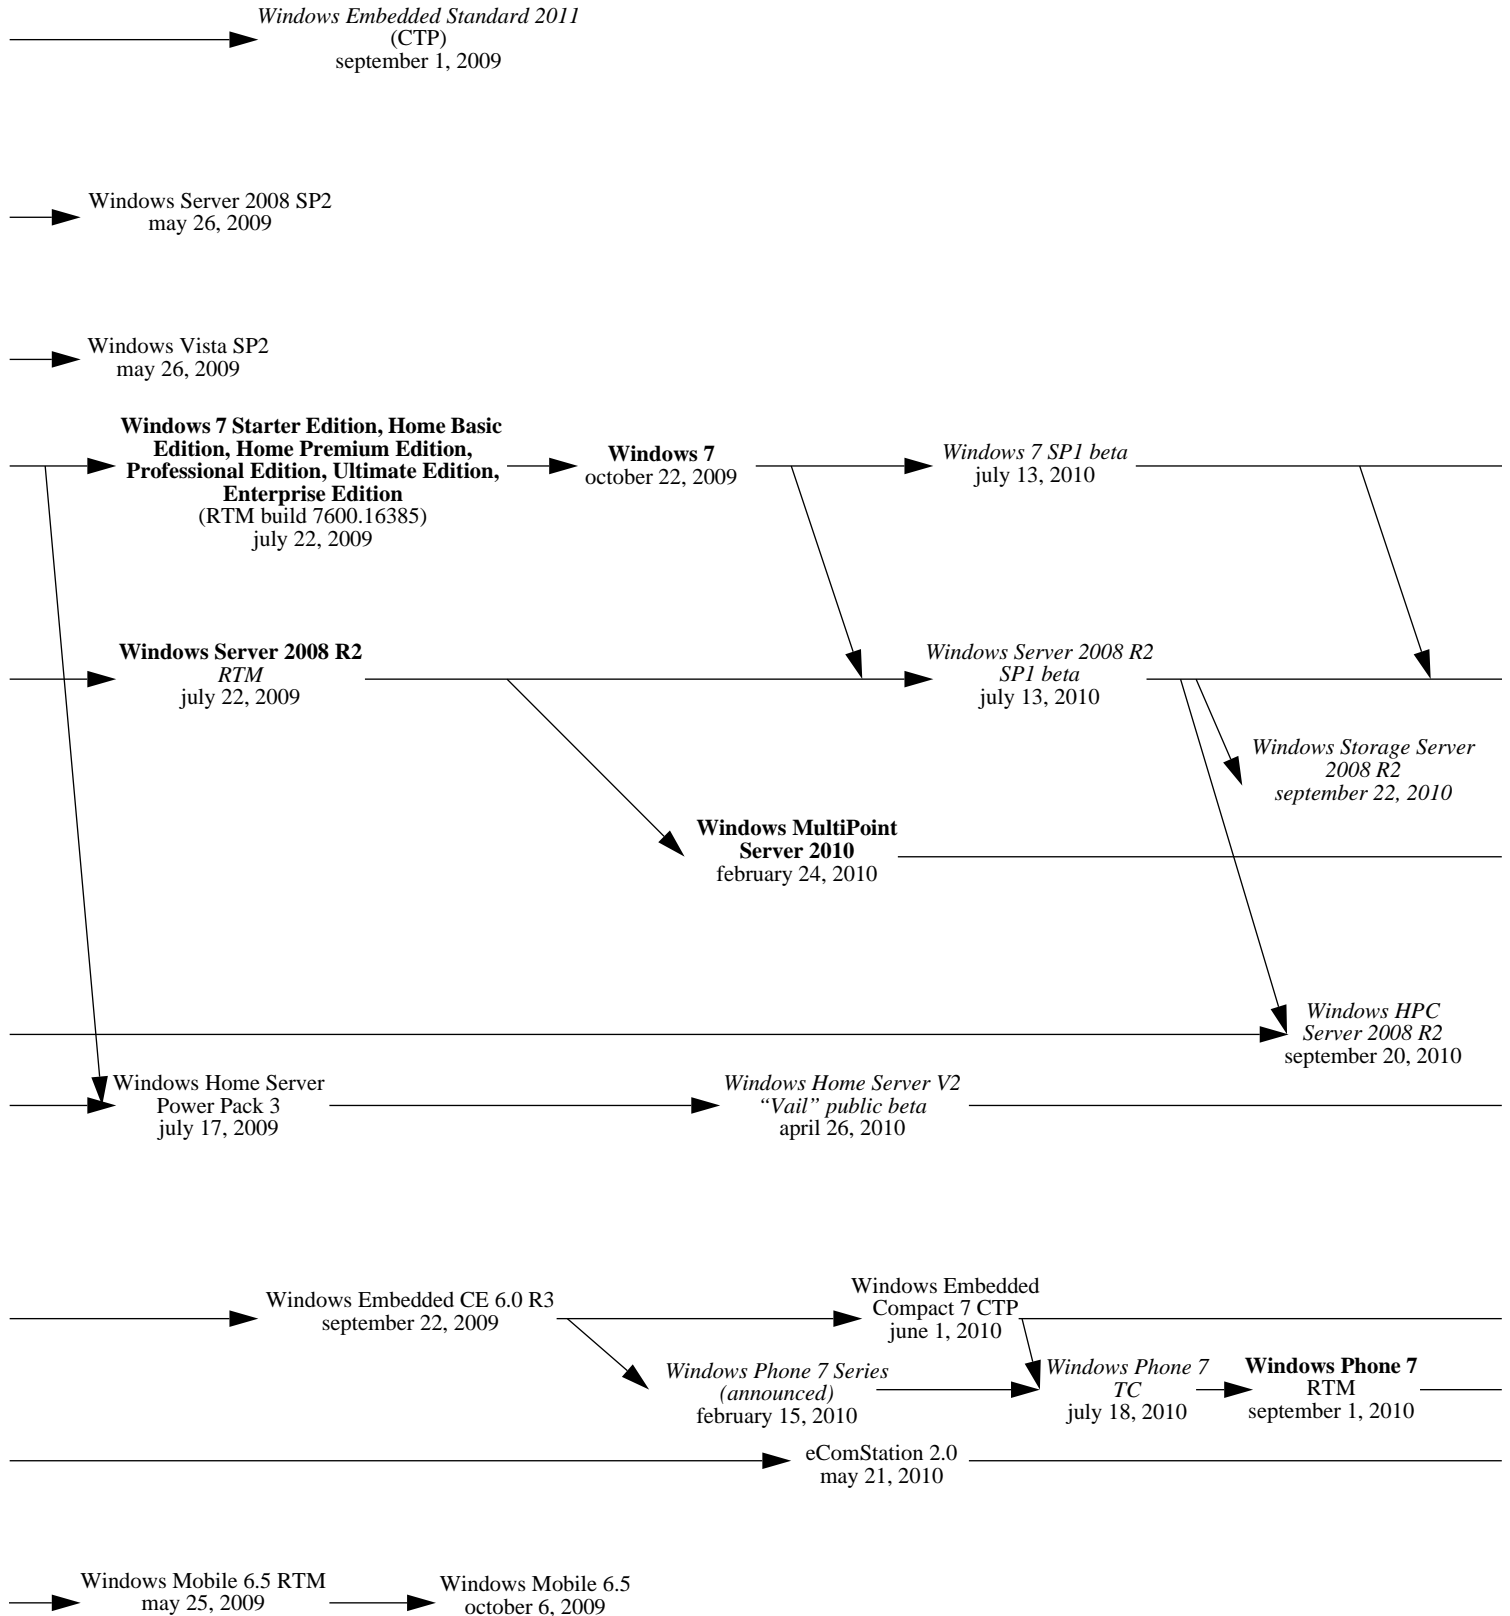 Windows Embedded Standard 2011
(CTP)
september 1, 2009
Windows Server 2008 SP2
may 26, 2009
Windows Vista SP2
may 26, 2009
Windows 7 Starter Edition, Home Basic
Edition, Home Premium Edition,
Professional Edition, Ultimate Edition,
Enterprise Edition
(RTM build 7600.16385)
july 22, 2009
Windows 7
october 22, 2009
Windows 7 SP1 beta
july 13, 2010
Windows Server 2008 R2
RTM
july 22, 2009
Windows Server 2008 R2
SP1 beta
july 13, 2010
Windows Storage Server
2008 R2
september 22, 2010
Windows MultiPoint
Server 2010
february 24, 2010
Windows HPC
Server 2008 R2
september 20, 2010
Windows Home Server
Power Pack 3
july 17, 2009
Windows Home Server V2
“Vail” public beta
april 26, 2010
Windows Embedded CE 6.0 R3
september 22, 2009
Windows Embedded
Compact 7 CTP
june 1, 2010
Windows Phone 7 Series
(announced)
february 15, 2010
Windows Phone 7
TC
july 18, 2010
Windows Phone 7
RTM
september 1, 2010
eComStation 2.0
may 21, 2010
Windows Mobile 6.5 RTM
may 25, 2009
Windows Mobile 6.5
october 6, 2009